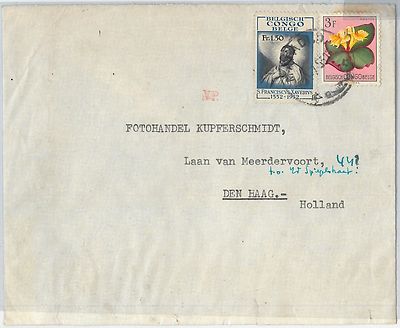 BELGISCH
CONGO
BELGE
Fr.1.50
S. FRANCISCUS XAVERIUS
1552-1952
3F
BELGISCH CONGO BELGE
FOTOHANDEL KUPFERSCHMIDT,
Laan van Meerdervoort, 44?
DEN HAAG.-
Holland